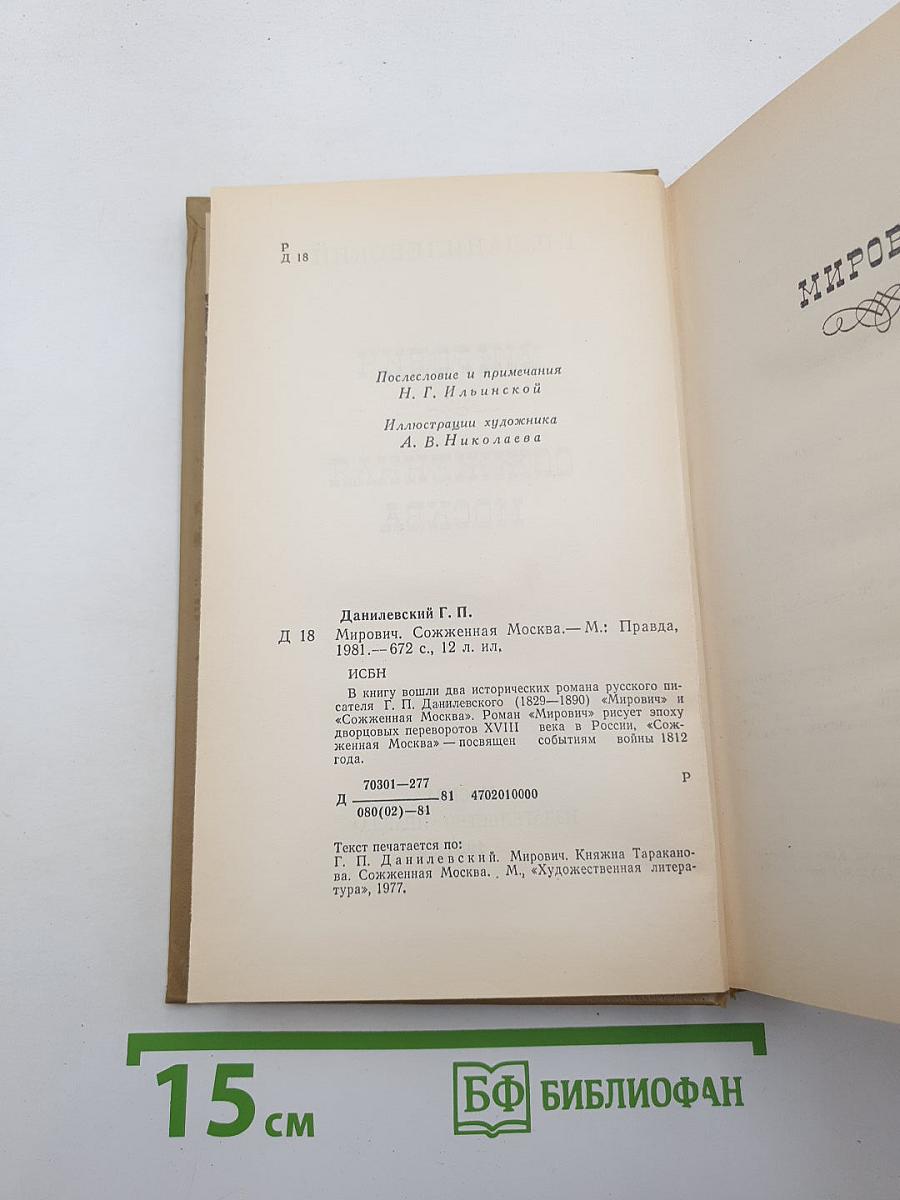 Р
Д 18
Послесловие и примечания
Н. Г. Ильинской
Иллюстрации художника
А. В. Николаева
Данилевский Г. П.
Д 18 Мирович. Сожженная Москва.— М.: Правда,
1981.—672 с., 12 л. ил.
ИСБН
В книгу вошли два исторических романа русского пи-
сателя Г. П. Данилевского (1829—1890) «Мирович» и
«Сожженная Москва». Роман «Мирович» рисует эпоху
дворцовых переворотов XVIII века в России, «Сож-
женная Москва» — посвящен событиям войны 1812
года.
Р
70301—277
Д 81 4702010000
080(02)—81
Текст печатается по:
Г. П. Данилевский. Мирович. Княжна Таракано-
ва. Сожженная Москва. М., «Художественная литера-
тура», 1977.
МИРОВ
15 см
БФ БИБЛИОФАН